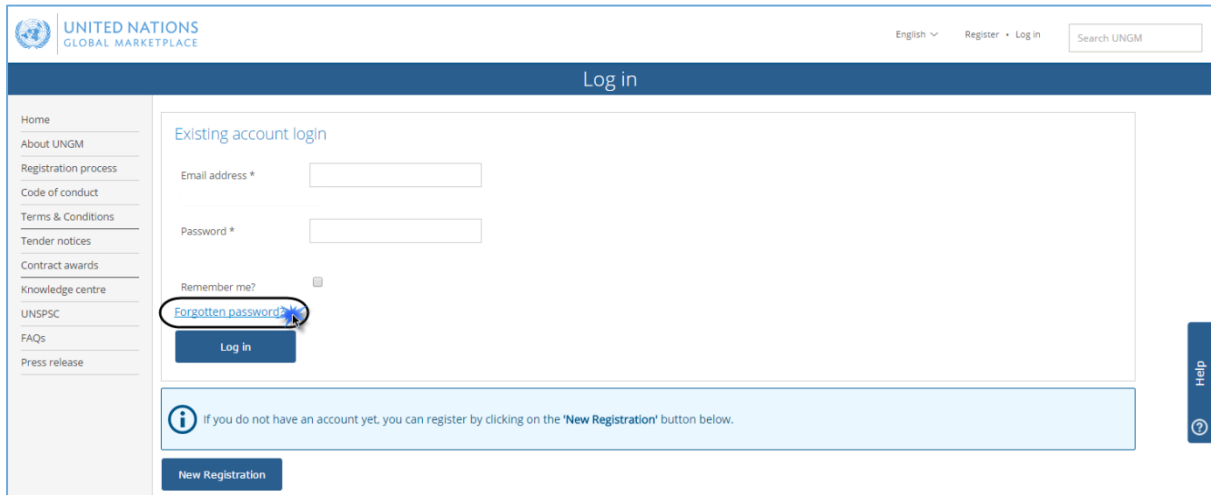 UNITED NATIONS
GLOBAL MARKETPLACE
English
Register • Log in
Search UNGM
Log in
Home
About UNGM
Registration process
Code of conduct
Terms & Conditions
Tender notices
Contract awards
Knowledge centre
UNSPSC
FAQs
Press release
Existing account login
Email address *
Password *
Remember me?
Forgotten password?
Log in
If you do not have an account yet, you can register by clicking on the 'New Registration' button below.
New Registration
Help